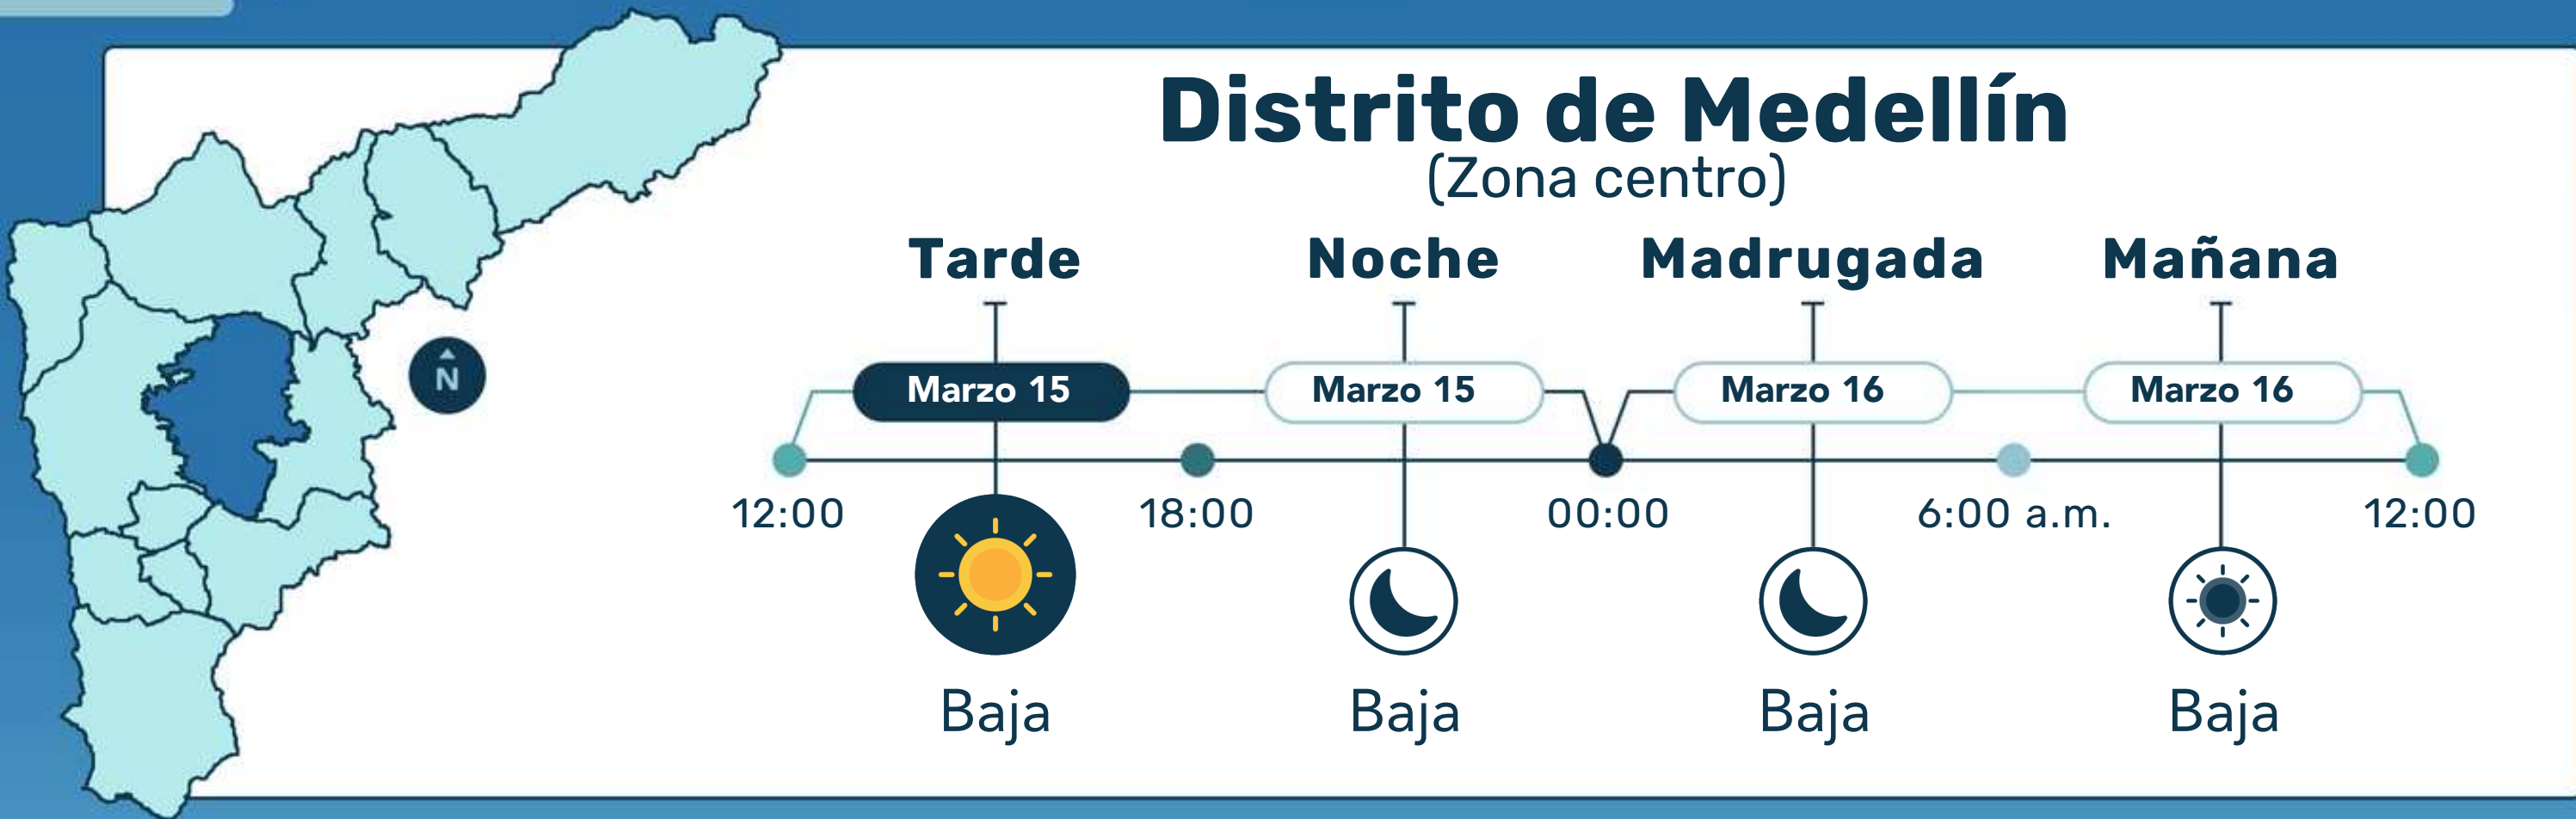 Distrito de Medellín
(Zona centro)
Tarde Noche Madrugada Mañana
N
Marzo 15 Marzo 15 Marzo 16 Marzo 16
12:00 18:00 00:00 6:00 a.m. 12:00
Baja Baja Baja Baja